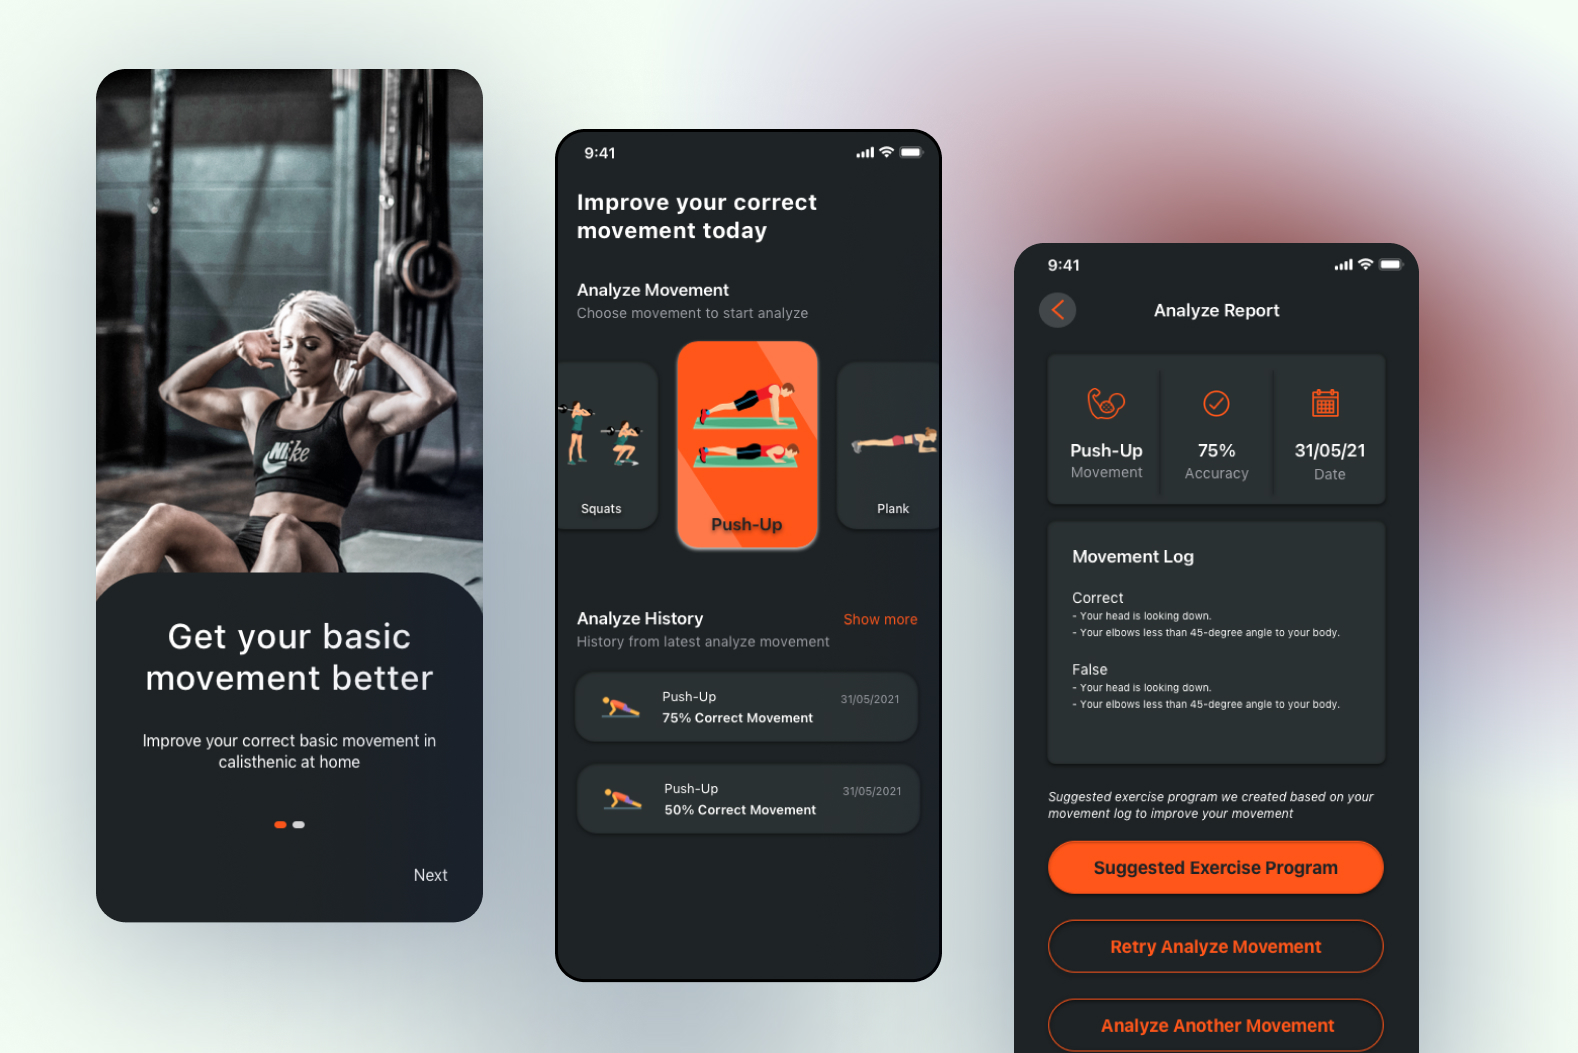 Nike
Get your basic
movement better
Improve your correct basic movement in
calisthenic at home
Next
9:41
Improve your correct
movement today
Analyze Movement
Choose movement to start analyze
Squats
Push-Up
Plank
Analyze History
Show more
History from latest analyze movement
Push-Up
31/05/2021
75% Correct Movement
Push-Up
31/05/2021
50% Correct Movement
9:41
Analyze Report
Push-Up
Movement
75%
Accuracy
31/05/21
Date
Movement Log
Correct
- Your head is looking down.
- Your elbows less than 45-degree angle to your body.
False
- Your head is looking down.
- Your elbows less than 45-degree angle to your body.
Suggested exercise program we created based on your
movement log to improve your movement
Suggested Exercise Program
Retry Analyze Movement
Analyze Another Movement